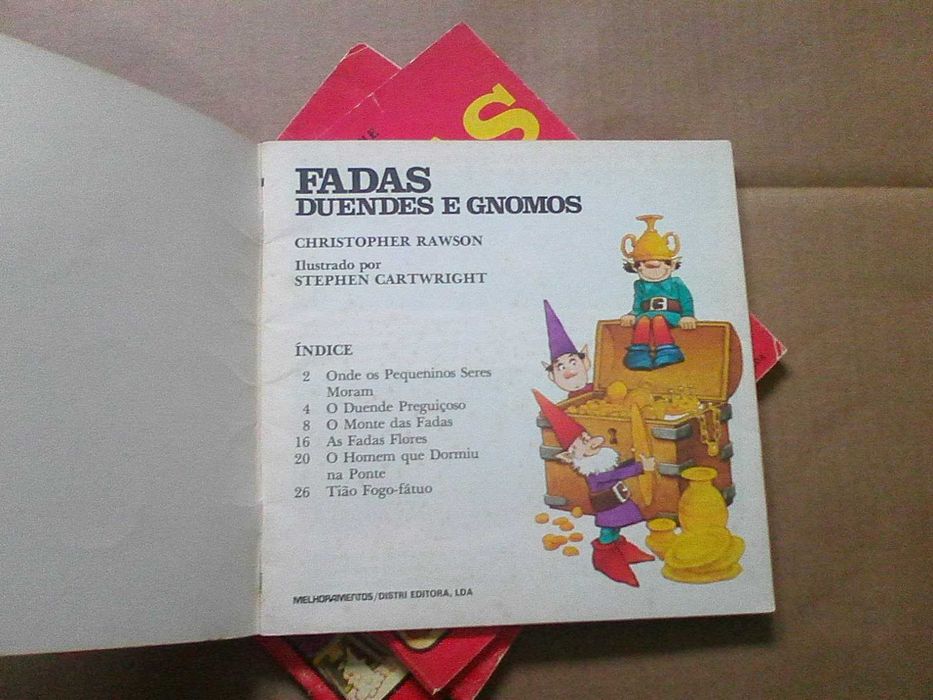 S
FADAS
DUENDES E GNOMOS
CHRISTOPHER RAWSON
Ilustrado por
STEPHEN CARTWRIGHT
ÍNDICE
2 Onde os Pequeninos Seres
Moram
4 O Duende Preguiçoso
8 O Monte das Fadas
16 As Fadas Flores
20 O Homem que Dormiu
na Ponte
26 Tião Fogo-fátuo
MELHORAMENTOS/DISTRI EDITORA, LDA